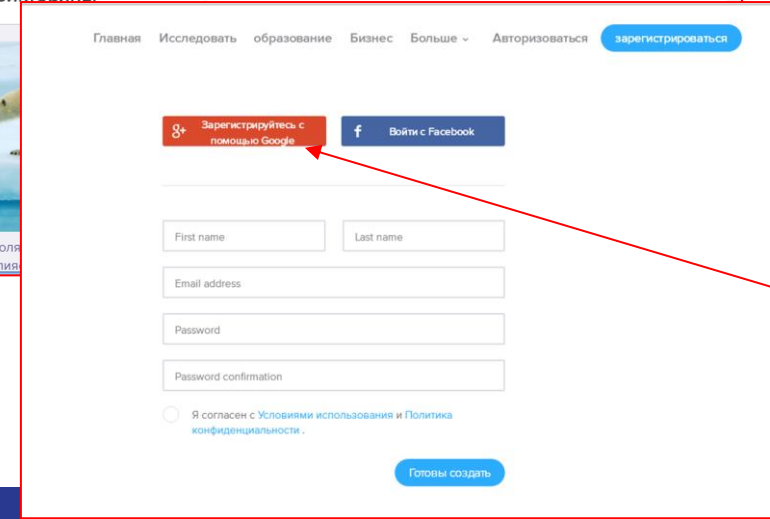 Главная Исследовать образование Бизнес Больше Авторизоваться зарегистрироваться
8+ Зарегистрируйтесь с
помощью Google
f Войти с Facebook
First name Last name
Email address
Password
Password confirmation
Я согласен с Условиями использования и Политика
конфиденциальности .
Готовы создать